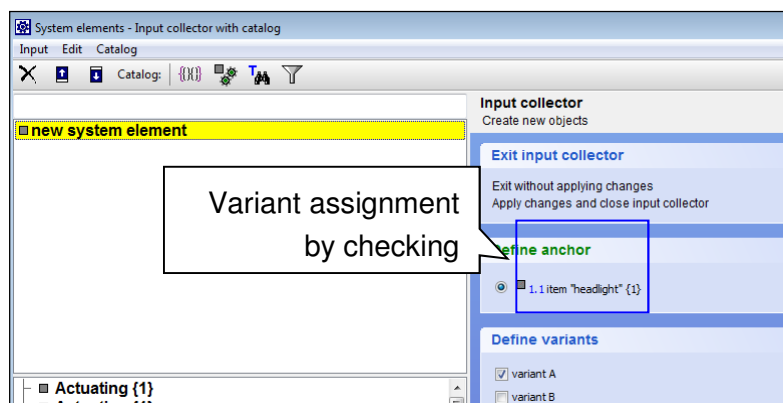 System elements - Input collector with catalog
Input Edit Catalog
Catalog:
Input collector
Create new objects
new system element
Exit input collector
Exit without applying changes
Apply changes and close input collector
Variant assignment
by checking
Define anchor
1.1 item "headlight" {1}
Define variants
variant A
variant B
Actuating {1}